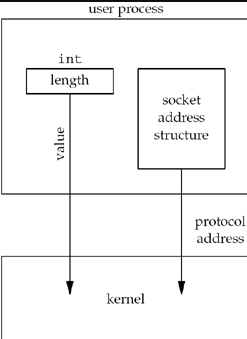 user process
int
length
socket
address
structure
value
protocol
address
kernel